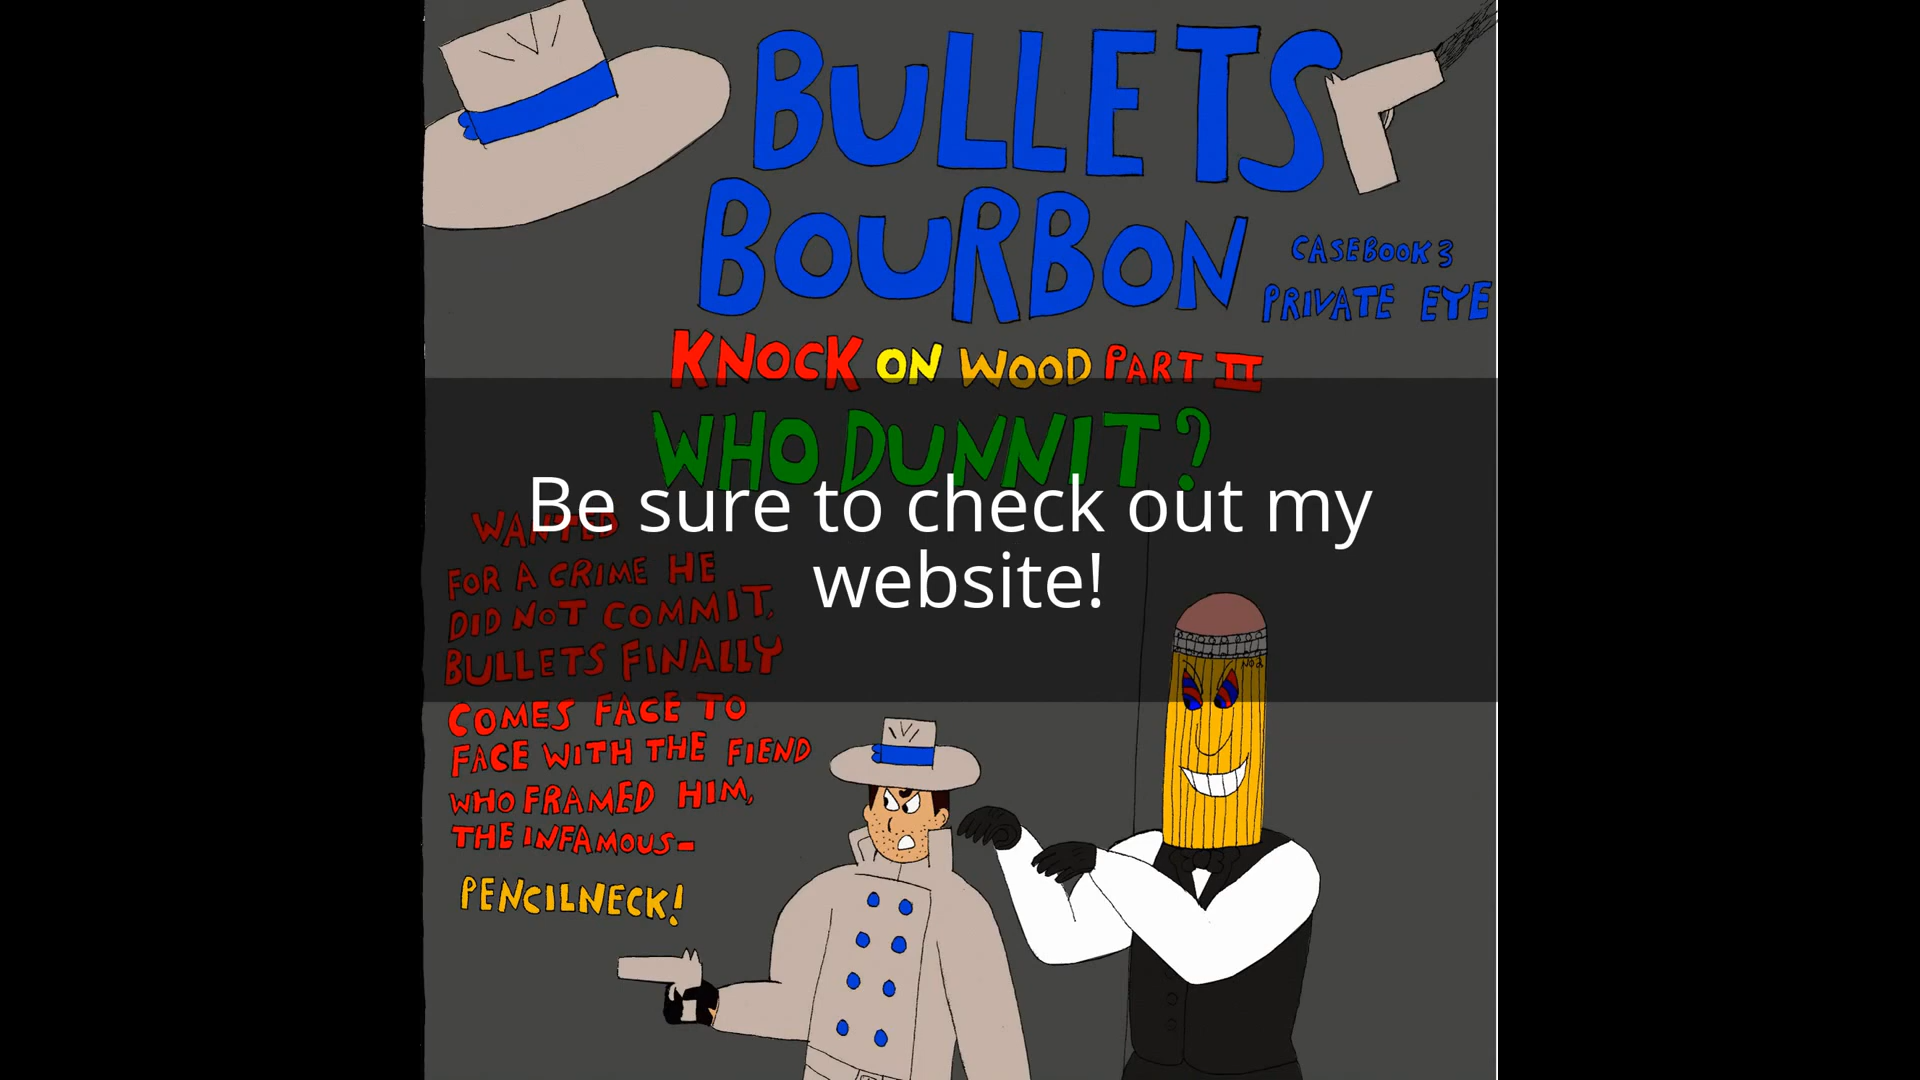 BULLETS
BOURBON
CASEBOOK 3
PRIVATE EYE
KNOCK ON WOOD PART II
WHO DUNNIT?
Be sure to check out my
website!
WANTED
FOR A CRIME HE
DID NOT COMMIT,
BULLETS FINALLY
COMES FACE TO
FACE WITH THE FIEND
WHO FRAMED HIM,
THE INFAMOUS-
PENCILNECK!
NO2